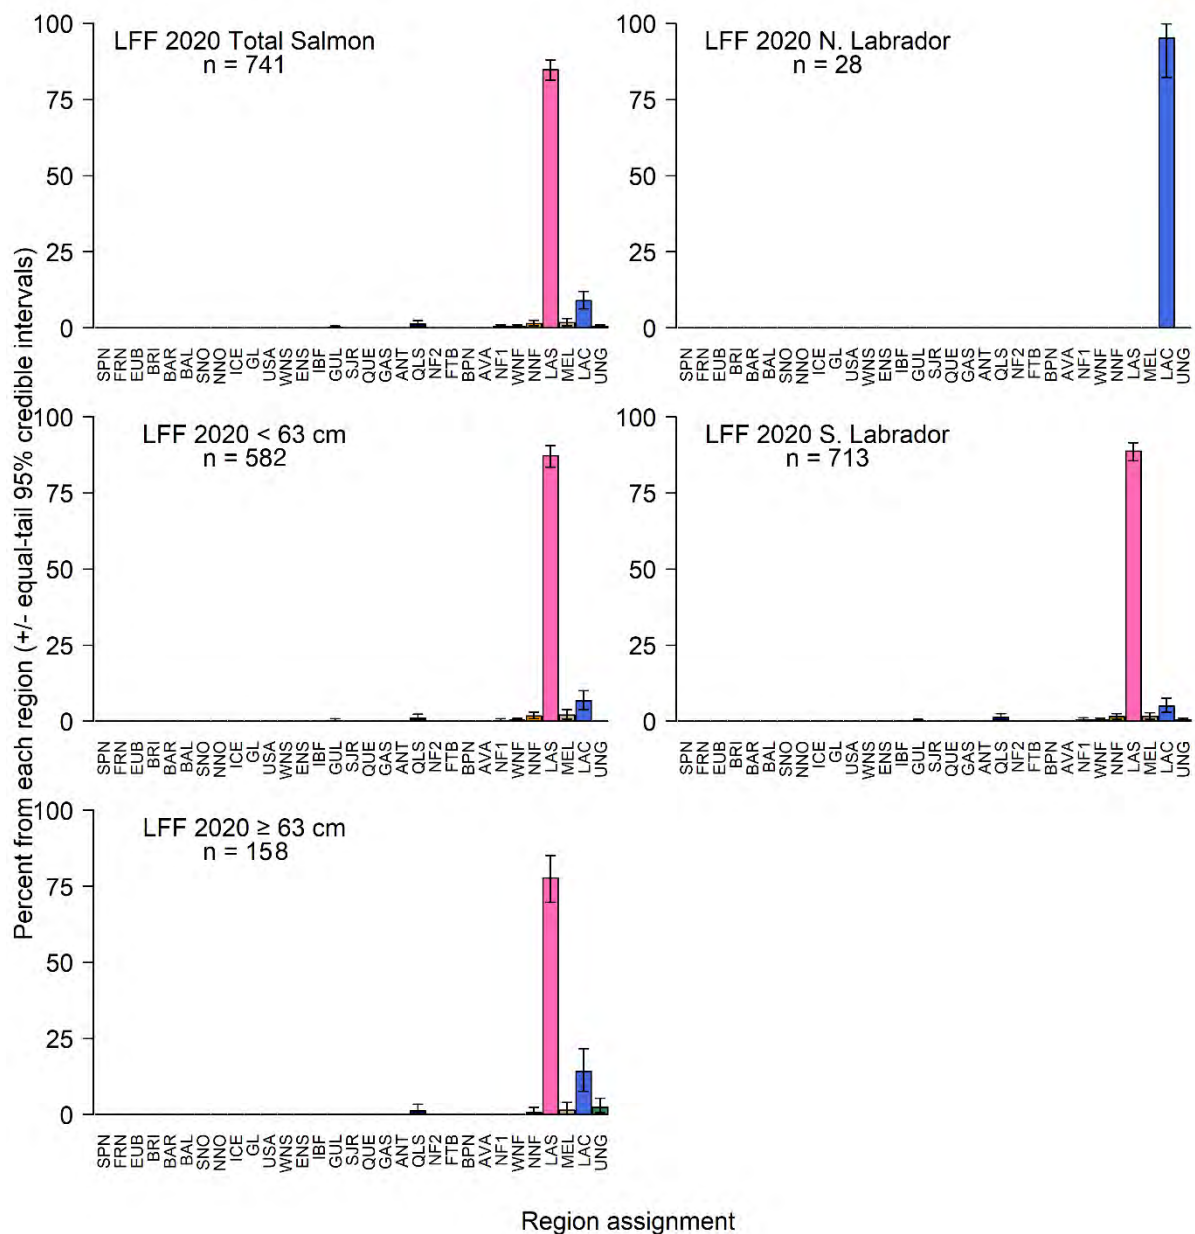 Percent from each region (+/- equal-tail 95% credible intervals)
LFF 2020 Total Salmon
n = 741
100
75
50
25
0
SPN FRN EUB BRI BAR BAL SNO NNO ICE GL USA WNS ENS IBF GUL SJR QUE GAS ANT QLS NF2 FTB BPN AVA NF1 WNF NNF LAS MEL LAC UNG
LFF 2020 N. Labrador
n = 28
100
75
50
25
0
SPN FRN EUB BRI BAR BAL SNO NNO ICE GL USA WNS ENS IBF GUL SJR QUE GAS ANT QLS NF2 FTB BPN AVA NF1 WNF NNF LAS MEL LAC UNG
LFF 2020 < 63 cm
n = 582
100
75
50
25
0
SPN FRN EUB BRI BAR BAL SNO NNO ICE GL USA WNS ENS IBF GUL SJR QUE GAS ANT QLS NF2 FTB BPN AVA NF1 WNF NNF LAS MEL LAC UNG
LFF 2020 S. Labrador
n = 713
100
75
50
25
0
SPN FRN EUB BRI BAR BAL SNO NNO ICE GL USA WNS ENS IBF GUL SJR QUE GAS ANT QLS NF2 FTB BPN AVA NF1 WNF NNF LAS MEL LAC UNG
LFF 2020 ≥ 63 cm
n = 158
100
75
50
25
0
SPN FRN EUB BRI BAR BAL SNO NNO ICE GL USA WNS ENS IBF GUL SJR QUE GAS ANT QLS NF2 FTB BPN AVA NF1 WNF NNF LAS MEL LAC UNG
Region assignment